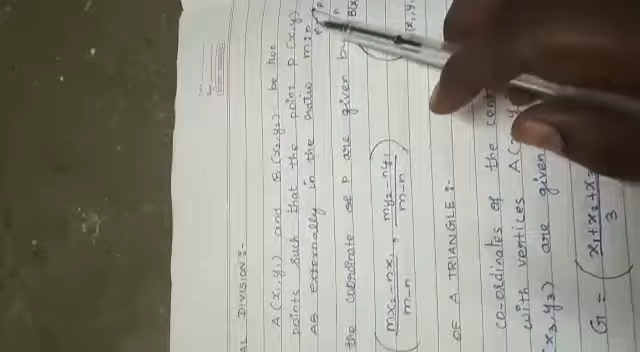 AL DIVISION :-
A (x₁, y₁) and B (x₂, y₂) be two
points such that the point P (x, y)
AB externally in the ratio m:n
the coordinate of P are given by
(mx₂ - nx₁ / m - n , my₂ - ny₁ / m - n)
OF A TRIANGLE :-
co-ordinates of the
with vertices A(
x₃, y₃) are given
G = (x₁ + x₂ + x₃ / 3